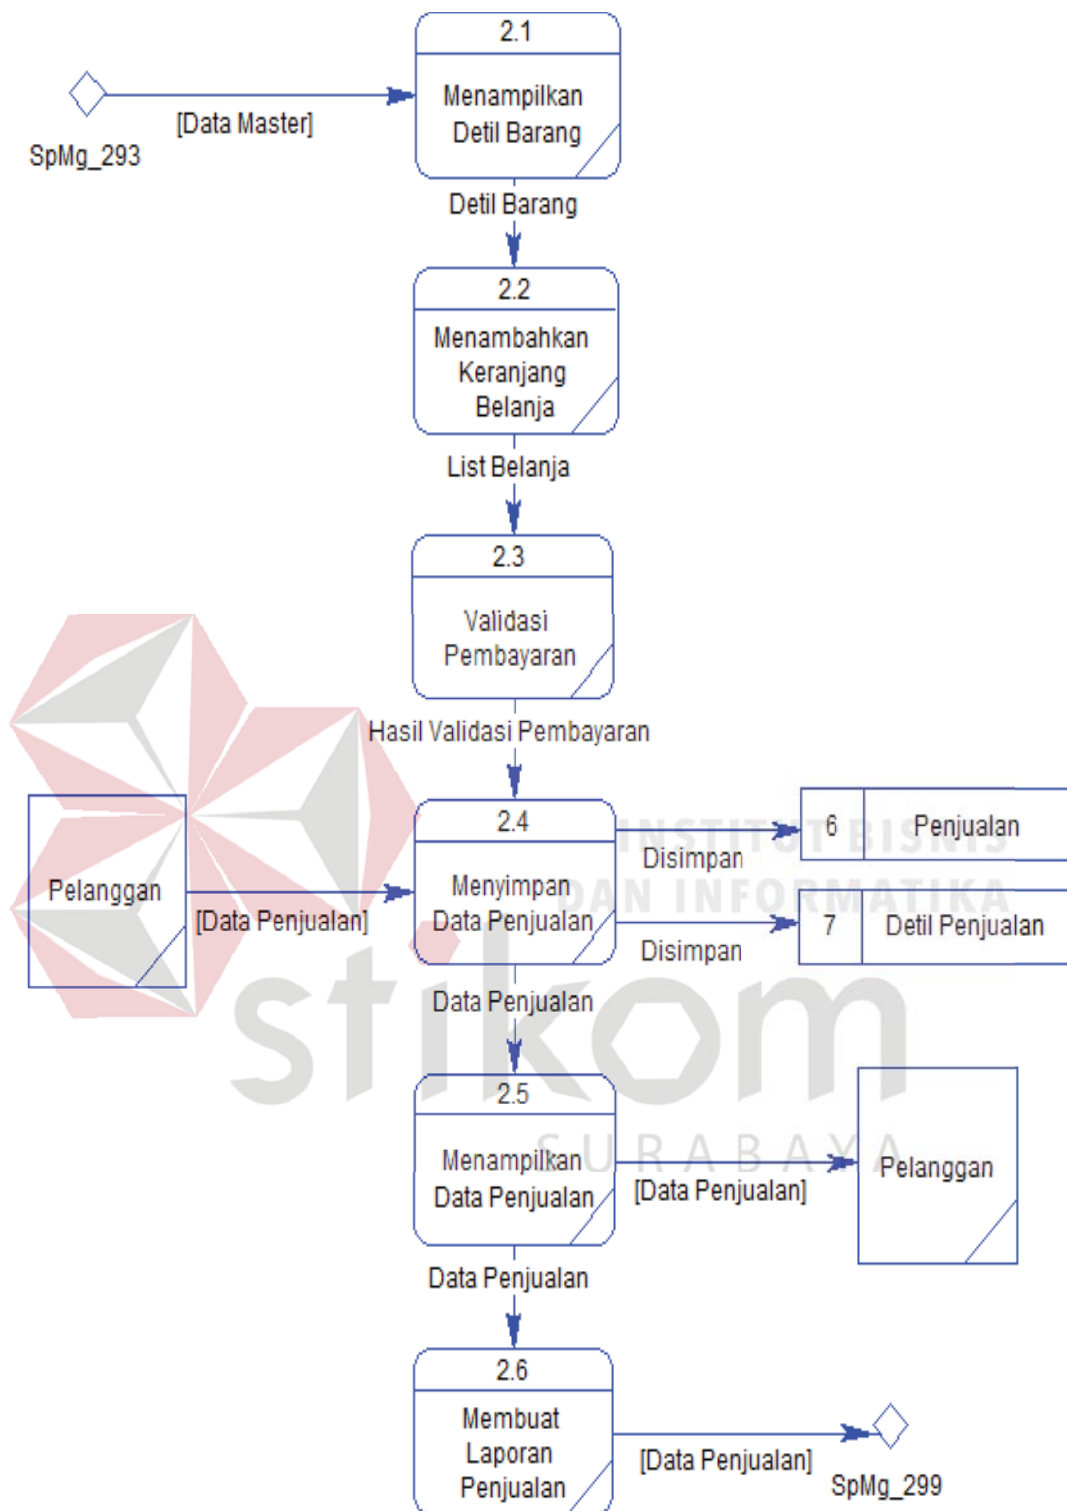 2.1
Menampilkan
Detil Barang
[Data Master]
SpMg_293
Detil Barang
2.2
Menambahkan
Keranjang
Belanja
List Belanja
2.3
Validasi
Pembayaran
Hasil Validasi Pembayaran
Pelanggan
[Data Penjualan]
2.4
Menyimpan
Data Penjualan
Disimpan
6 Penjualan
Disimpan
7 Detil Penjualan
INSTITUT BISNIS
DAN INFORMATIKA
stikom
SURABAYA
Data Penjualan
2.5
Menampilkan
Data Penjualan
[Data Penjualan]
Pelanggan
Data Penjualan
2.6
Membuat
Laporan
Penjualan
[Data Penjualan]
SpMg_299